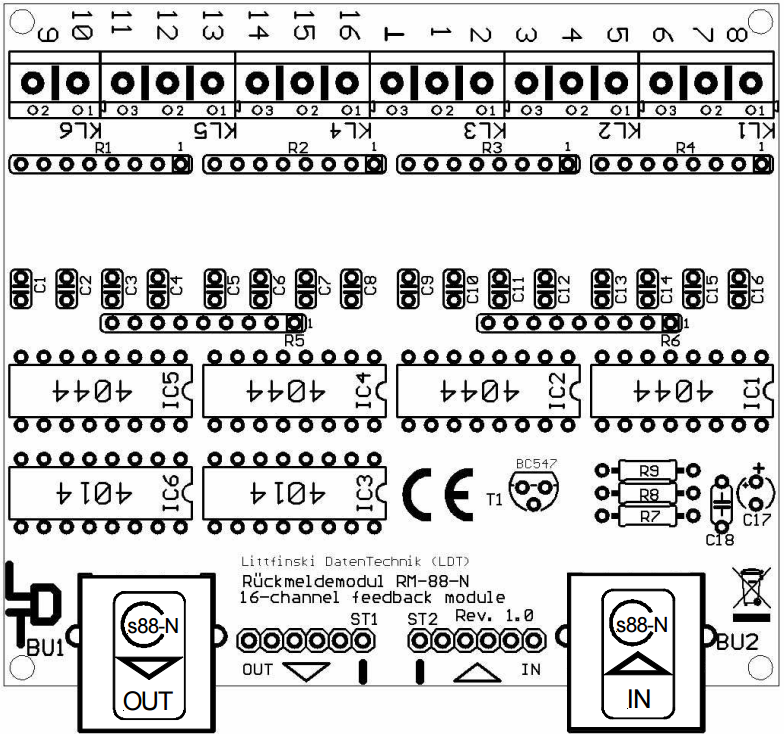 9 10 11 12 13 14 15 16 T 1 2 3 4 5 6 7 8
2 1 3 2 1 2 1 3 2 1 3 2 1 2 1
KL6 KL5 KL4 KL3 KL2 KL1
R1 1 R2 1 R3 1 R4 1
C1 C2 C3 C4 C5 C6 C7 C8 C9 C10 C11 C12 C13 C14 C15 C16
1 1
R5 R6
4044 IC5 4044 IC4 4044 IC2 4044 IC1
4014 IC6 4014 IC3 CE T1 BC547 R9 + C17
R8
R7
C18
Littfinski DatenTechnik (LDT)
Rückmeldemodul RM-88-N
16-channel feedback module
Rev. 1.0
LD
BU1 s88-N ST1 ST2 s88-N BU2
OUT IN
OUT IN